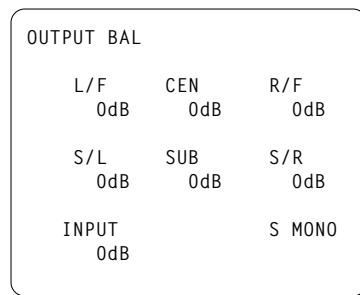 OUTPUT BAL
L/F CEN R/F
0dB 0dB 0dB
S/L SUB S/R
0dB 0dB 0dB
INPUT S MONO
0dB